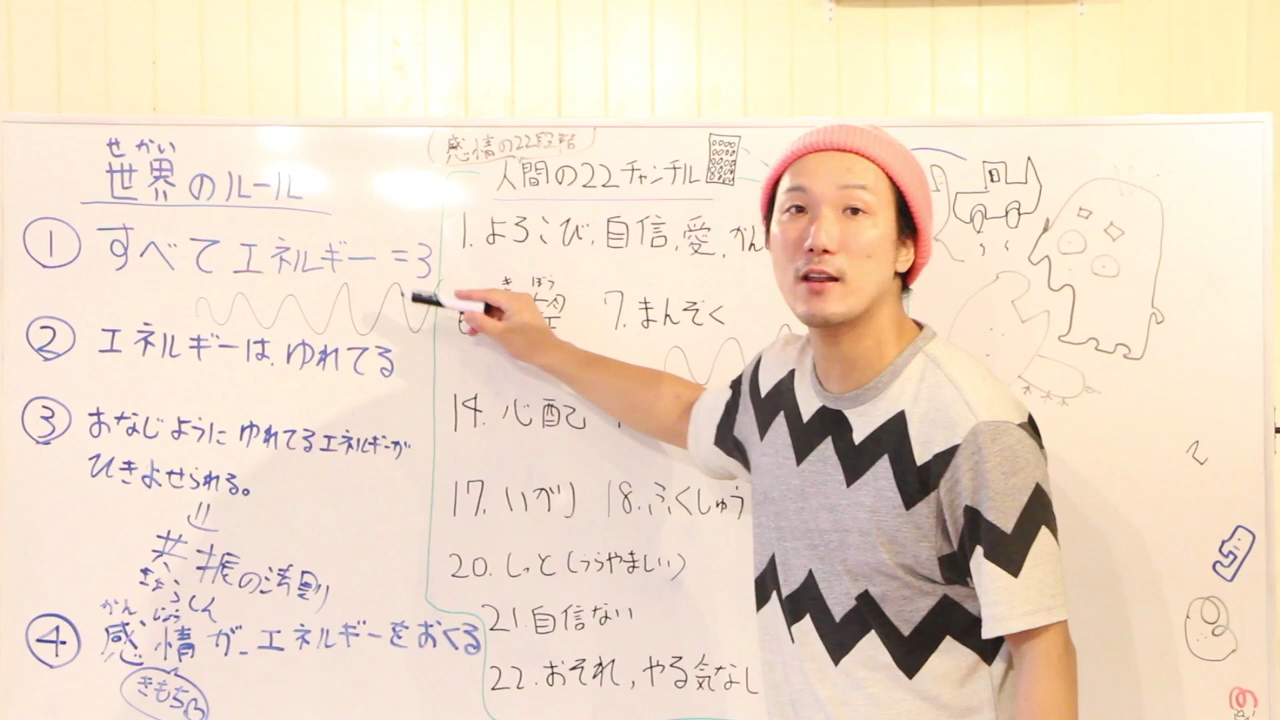 せかい
世界のルール
① すべてエネルギー=3
② エネルギーは、ゆれてる
③ おなじようにゆれてるエネルギーが
ひきよせられる。
共振の法則
きょうしん
かんじょう
④ 感情が、エネルギーをおくる
きもち
感情の22段階
人間の22チャンネル
1. よろこび, 自信, 愛, かん
きぼう
望 7. まんぞく
14. 心配
17. いかり 18. ふくしゅう
20. しっと(うらやましい)
21. 自信ない
22. おそれ, やる気なし